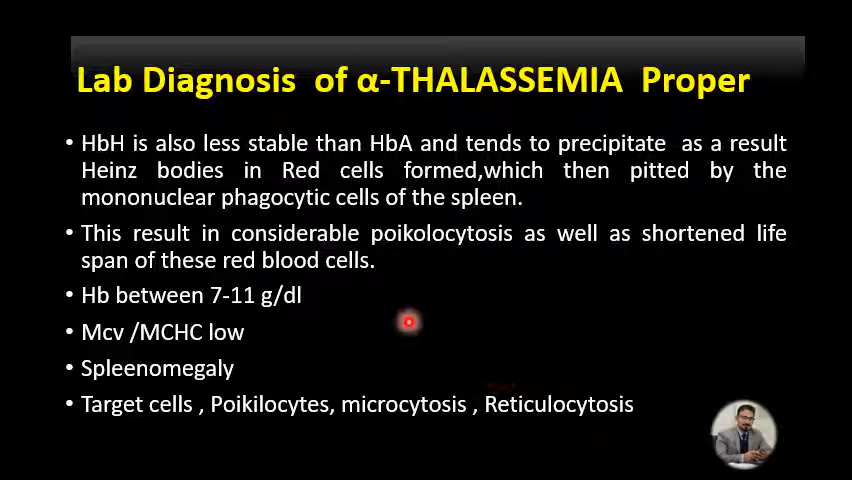 Lab Diagnosis of α-THALASSEMIA Proper
• HbH is also less stable than HbA and tends to precipitate as a result
Heinz bodies in Red cells formed,which then pitted by the
mononuclear phagocytic cells of the spleen.
• This result in considerable poikolocytosis as well as shortened life
span of these red blood cells.
• Hb between 7-11 g/dl
• Mcv /MCHC low
• Spleenomegaly
• Target cells , Poikilocytes, microcytosis , Reticulocytosis